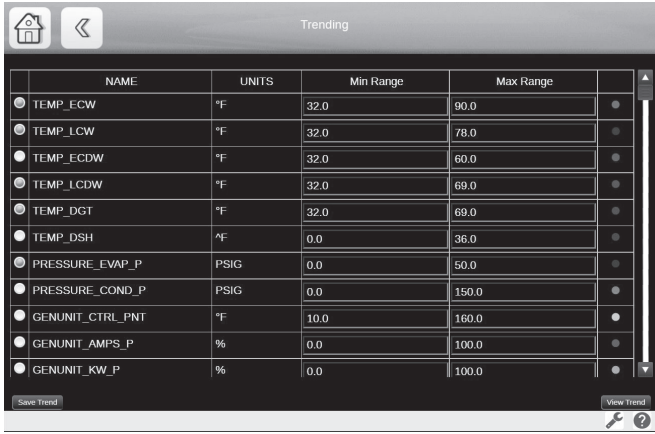 Trending
NAME UNITS Min Range Max Range
TEMP_ECW °F 32.0 90.0
TEMP_LCW °F 32.0 78.0
TEMP_ECDW °F 32.0 60.0
TEMP_LCDW °F 32.0 69.0
TEMP_DGT °F 32.0 69.0
TEMP_DSH ^F 0.0 36.0
PRESSURE_EVAP_P PSIG 0.0 50.0
PRESSURE_COND_P PSIG 0.0 150.0
GENUNIT_CTRL_PNT °F 10.0 160.0
GENUNIT_AMPS_P % 0.0 100.0
GENUNIT_KW_P % 0.0 100.0
Save Trend View Trend
?